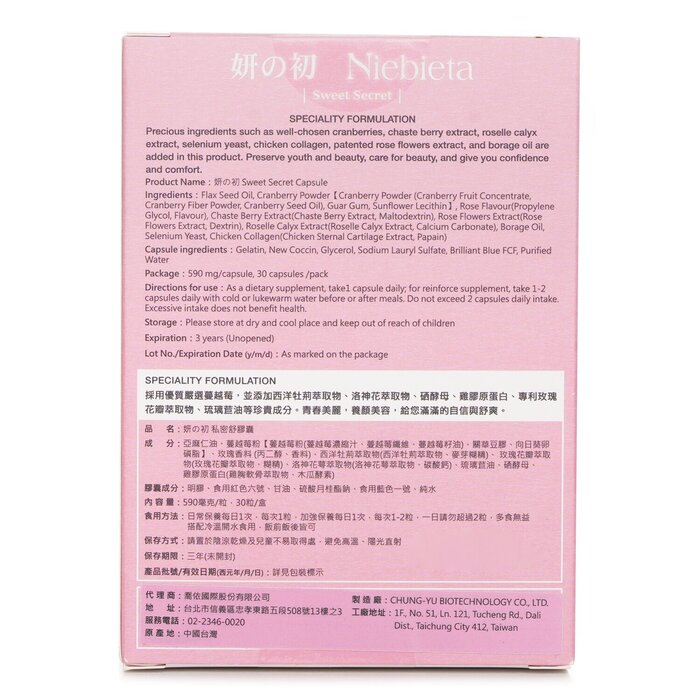 妍の初 Niebieta
| Sweet Secret |
SPECIALITY FORMULATION
Precious ingredients such as well-chosen cranberries, chaste berry extract, roselle calyx
extract, selenium yeast, chicken collagen, patented rose flowers extract, and borage oil are
added in this product. Preserve youth and beauty, care for beauty, and give you confidence
and comfort.
Product Name：妍の初 Sweet Secret Capsule
Ingredients：Flax Seed Oil, Cranberry Powder【Cranberry Powder (Cranberry Fruit Concentrate,
Cranberry Fiber Powder, Cranberry Seed Oil), Guar Gum, Sunflower Lecithin】, Rose Flavour(Propylene
Glycol, Flavour), Chaste Berry Extract(Chaste Berry Extract, Maltodextrin), Rose Flowers Extract(Rose
Flowers Extract, Dextrin), Roselle Calyx Extract(Roselle Calyx Extract, Calcium Carbonate), Borage Oil,
Selenium Yeast, Chicken Collagen(Chicken Sternal Cartilage Extract, Papain)
Capsule ingredients：Gelatin, New Coccin, Glycerol, Sodium Lauryl Sulfate, Brilliant Blue FCF, Purified
Water
Package：590 mg/capsule, 30 capsules /pack
Directions for use：As a dietary supplement, take1 capsule daily; for reinforce supplement, take 1-2
capsules daily with cold or lukewarm water before or after meals. Do not exceed 2 capsules daily intake.
Excessive intake does not benefit health.
Storage：Please store at dry and cool place and keep out of reach of children
Expiration：3 years (Unopened)
Lot No./Expiration Date (y/m/d)：As marked on the package
SPECIALITY FORMULATION
採用優質嚴選蔓越莓，並添加西洋牡荊萃取物、洛神花萃取物、硒酵母、雞膠原蛋白、專利玫瑰
花瓣萃取物、琉璃苣油等珍貴成分。青春美麗，養顏美容，給您滿滿的自信與舒爽。
品名：妍の初 私密舒膠囊
成分：亞麻仁油、蔓越莓粉【蔓越莓粉(蔓越莓濃縮汁、蔓越莓纖維、蔓越莓籽油)、關華豆膠、向日葵卵
磷脂】、玫瑰香料 (丙二醇、香料)、西洋牡荊萃取物(西洋牡荊萃取物、麥芽糊精)、玫瑰花瓣萃取
物(玫瑰花瓣萃取物、糊精)、洛神花萼萃取物(洛神花萼萃取物、碳酸鈣)、琉璃苣油、硒酵母、
雞膠原蛋白(雞胸軟骨萃取物、木瓜酵素)
膠囊成分：明膠、食用紅色六號、甘油、硫酸月桂酯鈉、食用藍色一號、純水
內容量：590毫克/粒，30粒/盒
食用方法：日常保養每日1次，每次1粒，加強保養每日1次，每次1-2粒，一日請勿超過2粒，多食無益
搭配冷溫開水食用，飯前飯後皆可
保存方式：請置於陰涼乾燥及兒童不易取得處，避免高溫、陽光直射
保存期限：三年(未開封)
產品批號/有效日期(西元年/月/日)：詳見包裝標示
代理商：喬依國際股份有限公司
地址：台北市信義區忠孝東路五段508號13樓之3
服務電話：02-2346-0020
原產地：中國台灣
製造廠：CHUNG-YU BIOTECHNOLOGY CO., LTD.
工廠地址：1F., No. 51, Ln. 121, Tucheng Rd., Dali
Dist., Taichung City 412, Taiwan